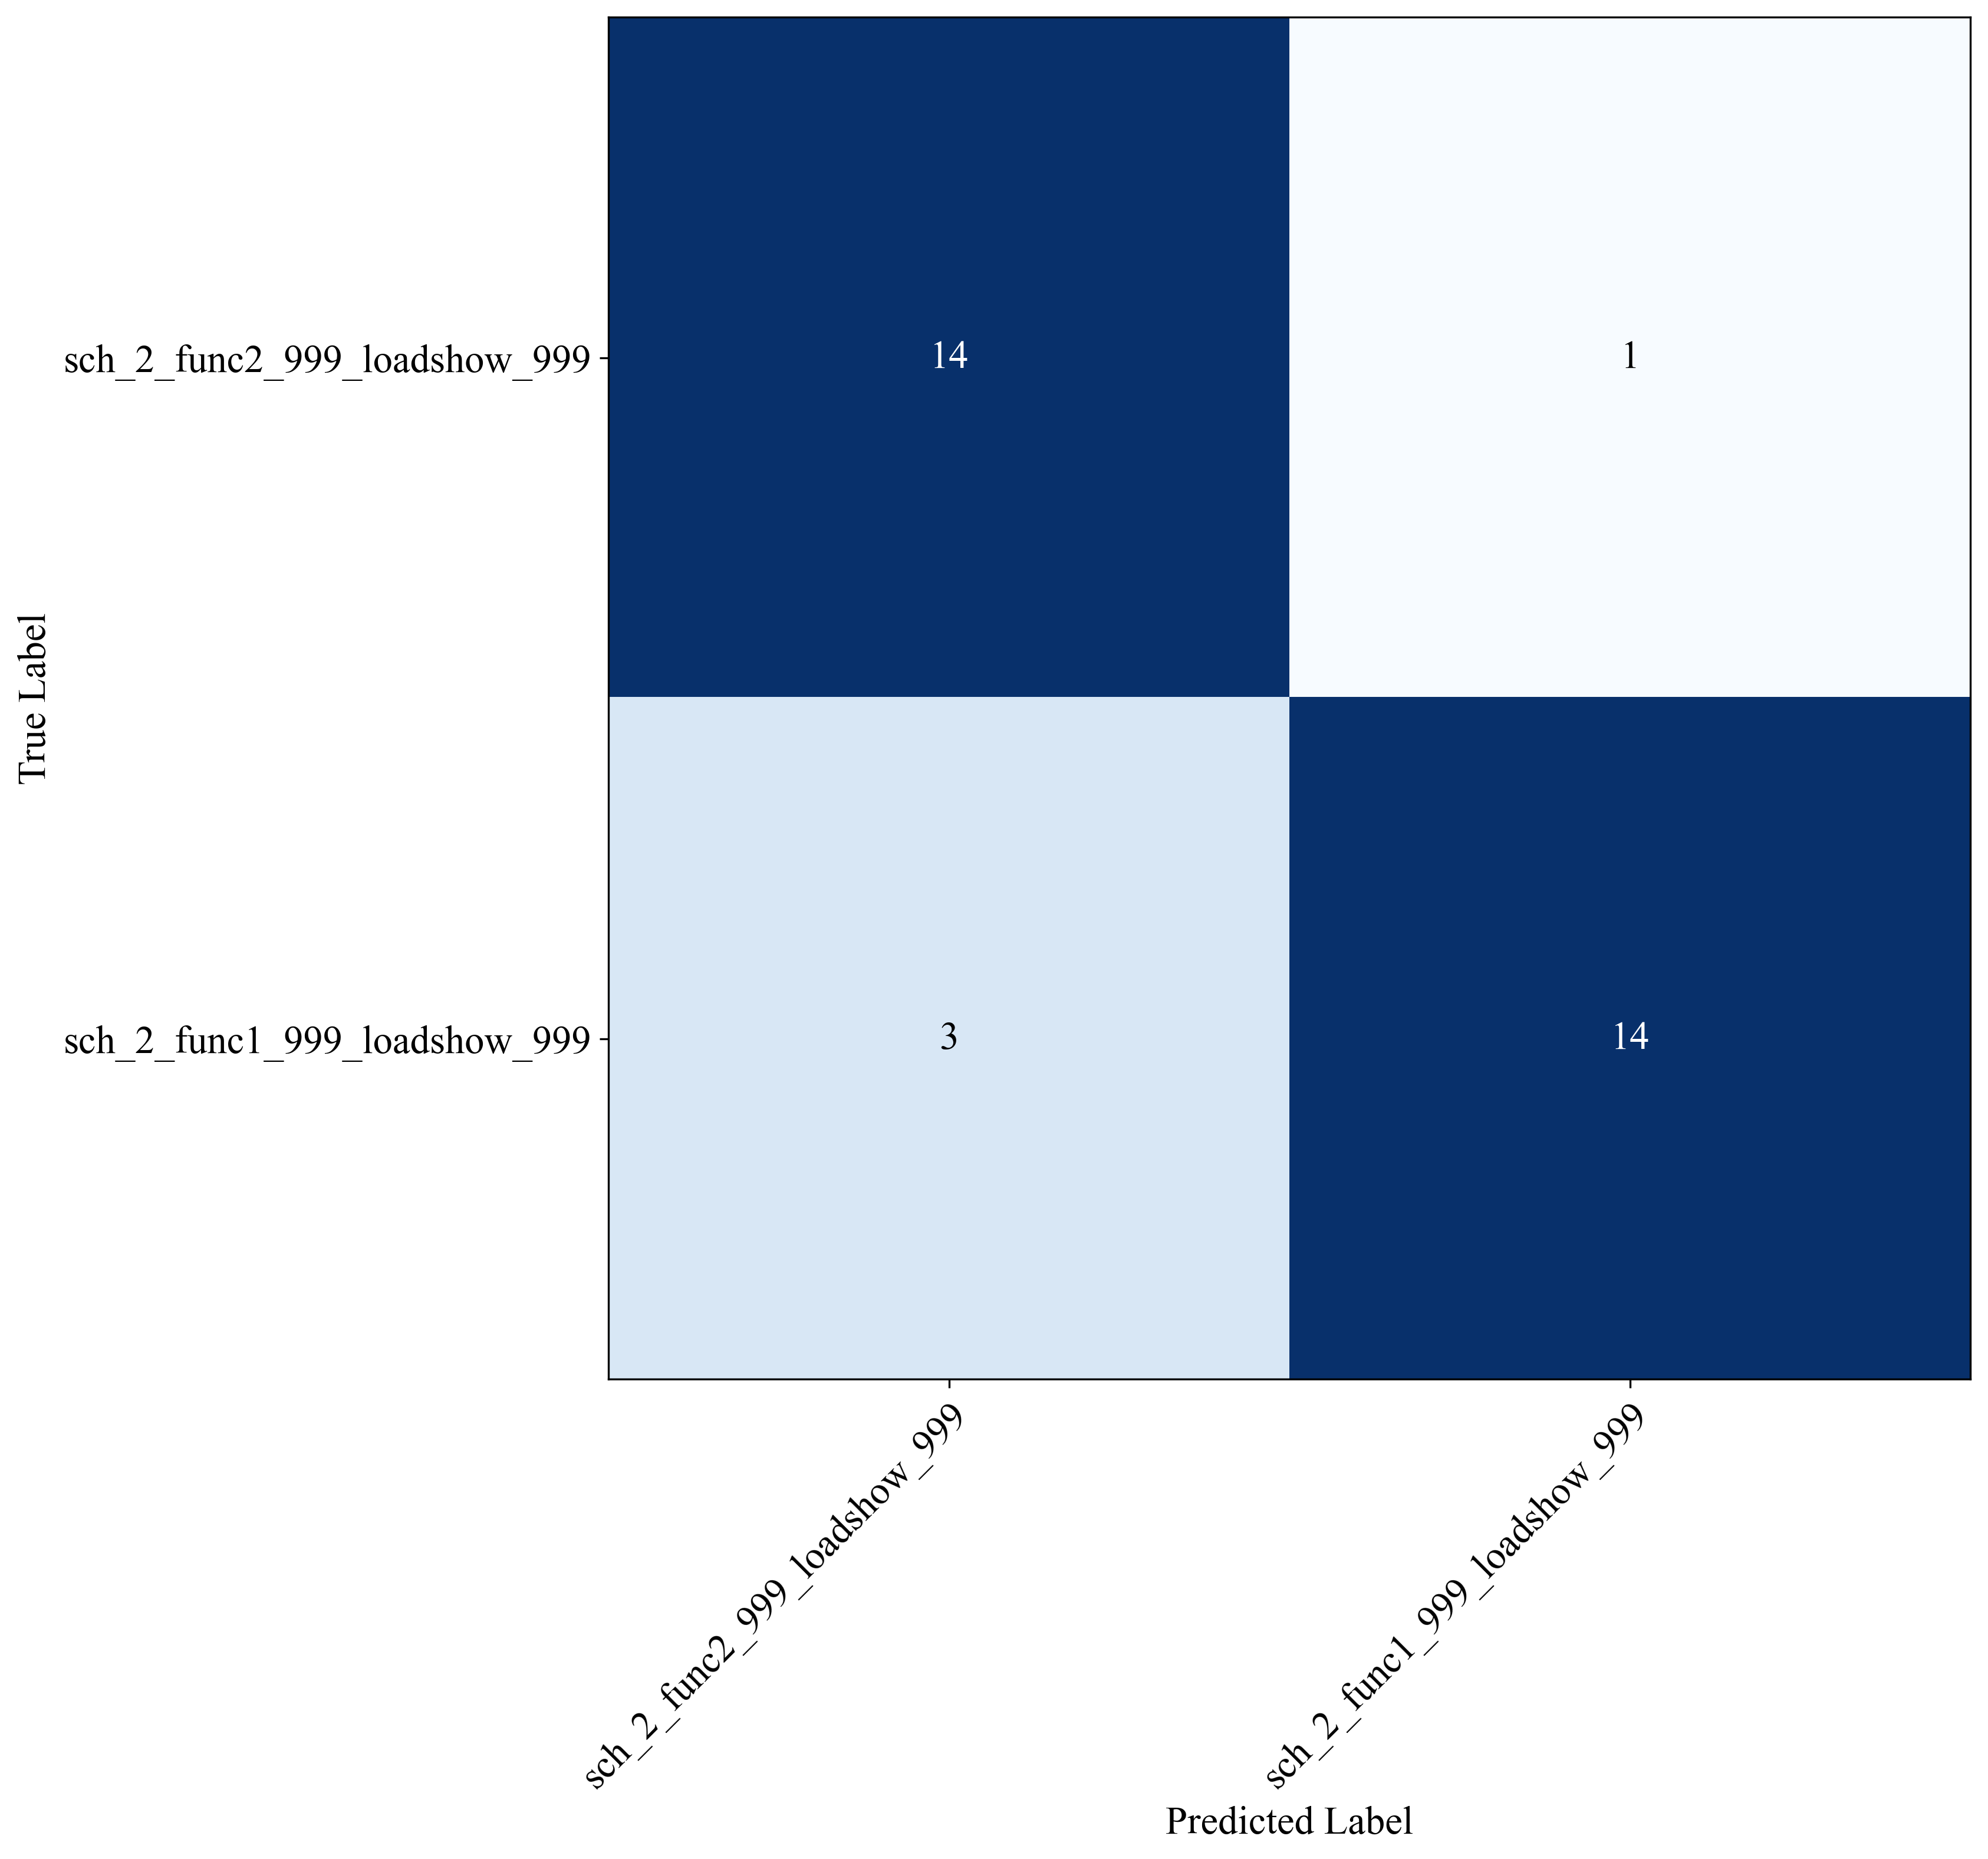 True Label
sch_2_func2_999_loadshow_999
14
1
sch_2_func1_999_loadshow_999
3
14
sch_2_func2_999_loadshow_999
sch_2_func1_999_loadshow_999
Predicted Label